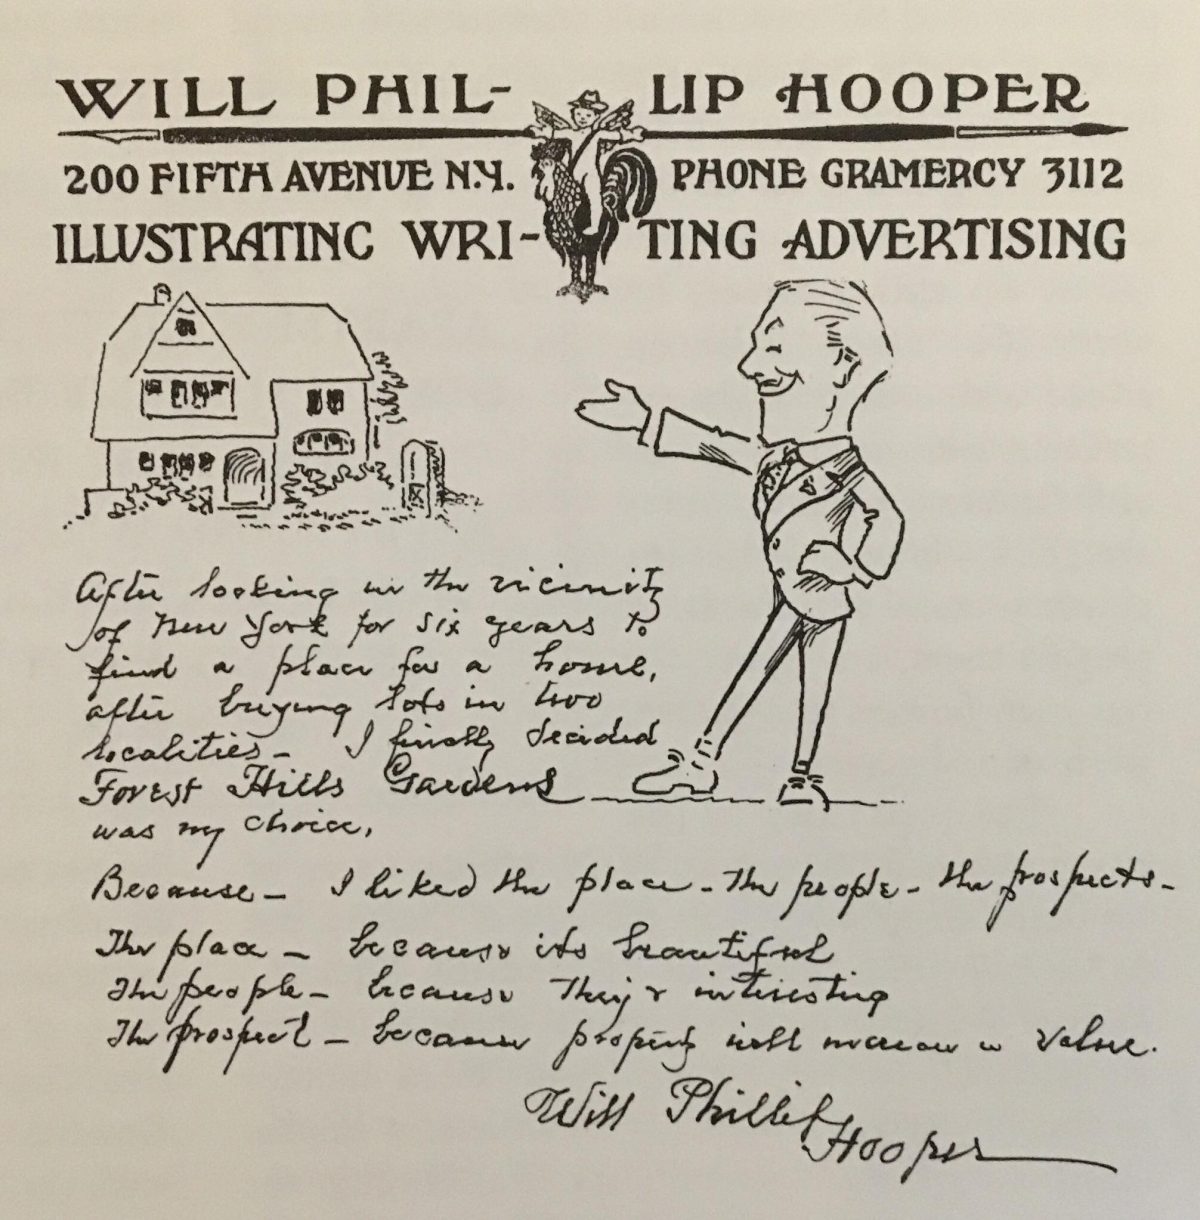 WILL PHIL- LIP HOOPER
200 FIFTH AVENUE N.Y. PHONE GRAMERCY 3112
ILLUSTRATING WRI- TING ADVERTISING
After looking in the vicinity
of New York for six years to
find a place for a home,
after buying lots in two
localities - I finally decided
Forest Hills Gardens
was my choice,
Because - I liked the place - the people - the prospects -
The place - because its beautiful
The people - because they'r interesting
The prospect - because property will increase in value.
Will Phillip
Hooper